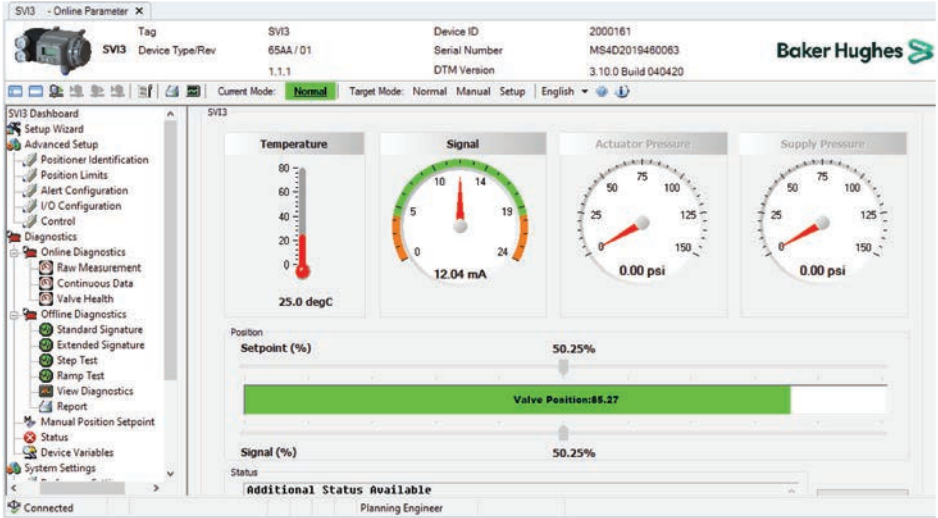 SVI3 - Online Parameter ×
Tag SVI3 Device ID 2000161
SVI3 Device Type/Rev 65AA / 01 Serial Number MS4D2019460063
1.1.1 DTM Version 3.10.0 Build 040420
Baker Hughes
Current Mode: Normal Target Mode: Normal Manual Setup English
SVI3 Dashboard
Setup Wizard
Advanced Setup
Positioner Identification
Position Limits
Alert Configuration
I/O Configuration
Control
Diagnostics
Online Diagnostics
Raw Measurement
Continuous Data
Valve Health
Offline Diagnostics
Standard Signature
Extended Signature
Step Test
Ramp Test
View Diagnostics
Report
Manual Position Setpoint
Status
Device Variables
System Settings
SVI3
Temperature
80
60
40
20
0
25.0 degC
Signal
10 14
5 19
0 24
12.04 mA
Actuator Pressure
75
50 100
25 125
0 150
0.00 psi
Supply Pressure
75
50 100
25 125
0 150
0.00 psi
Position
Setpoint (%) 50.25%
Valve Position:85.27
Signal (%) 50.25%
Status
Additional Status Available
Connected Planning Engineer